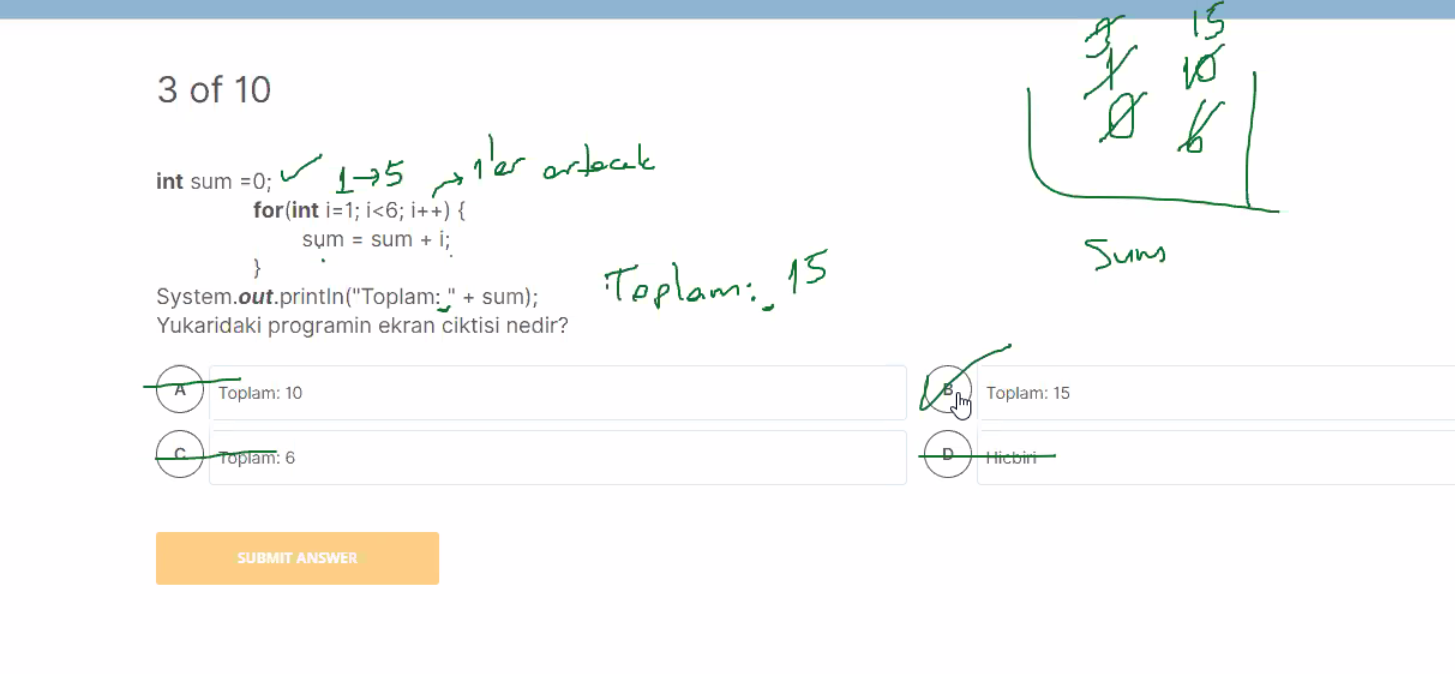 3 15
1 10
0 6
3 of 10
1'er artacak
int sum =0; 1→5
for(int i=1; i<6; i++) {
sum = sum + i;
}
Sum
Toplam: 15
System.out.println("Toplam: " + sum);
Yukaridaki programin ekran ciktisi nedir?
A Toplam: 10
B Toplam: 15
C Toplam: 6
D Hicbiri
SUBMIT ANSWER